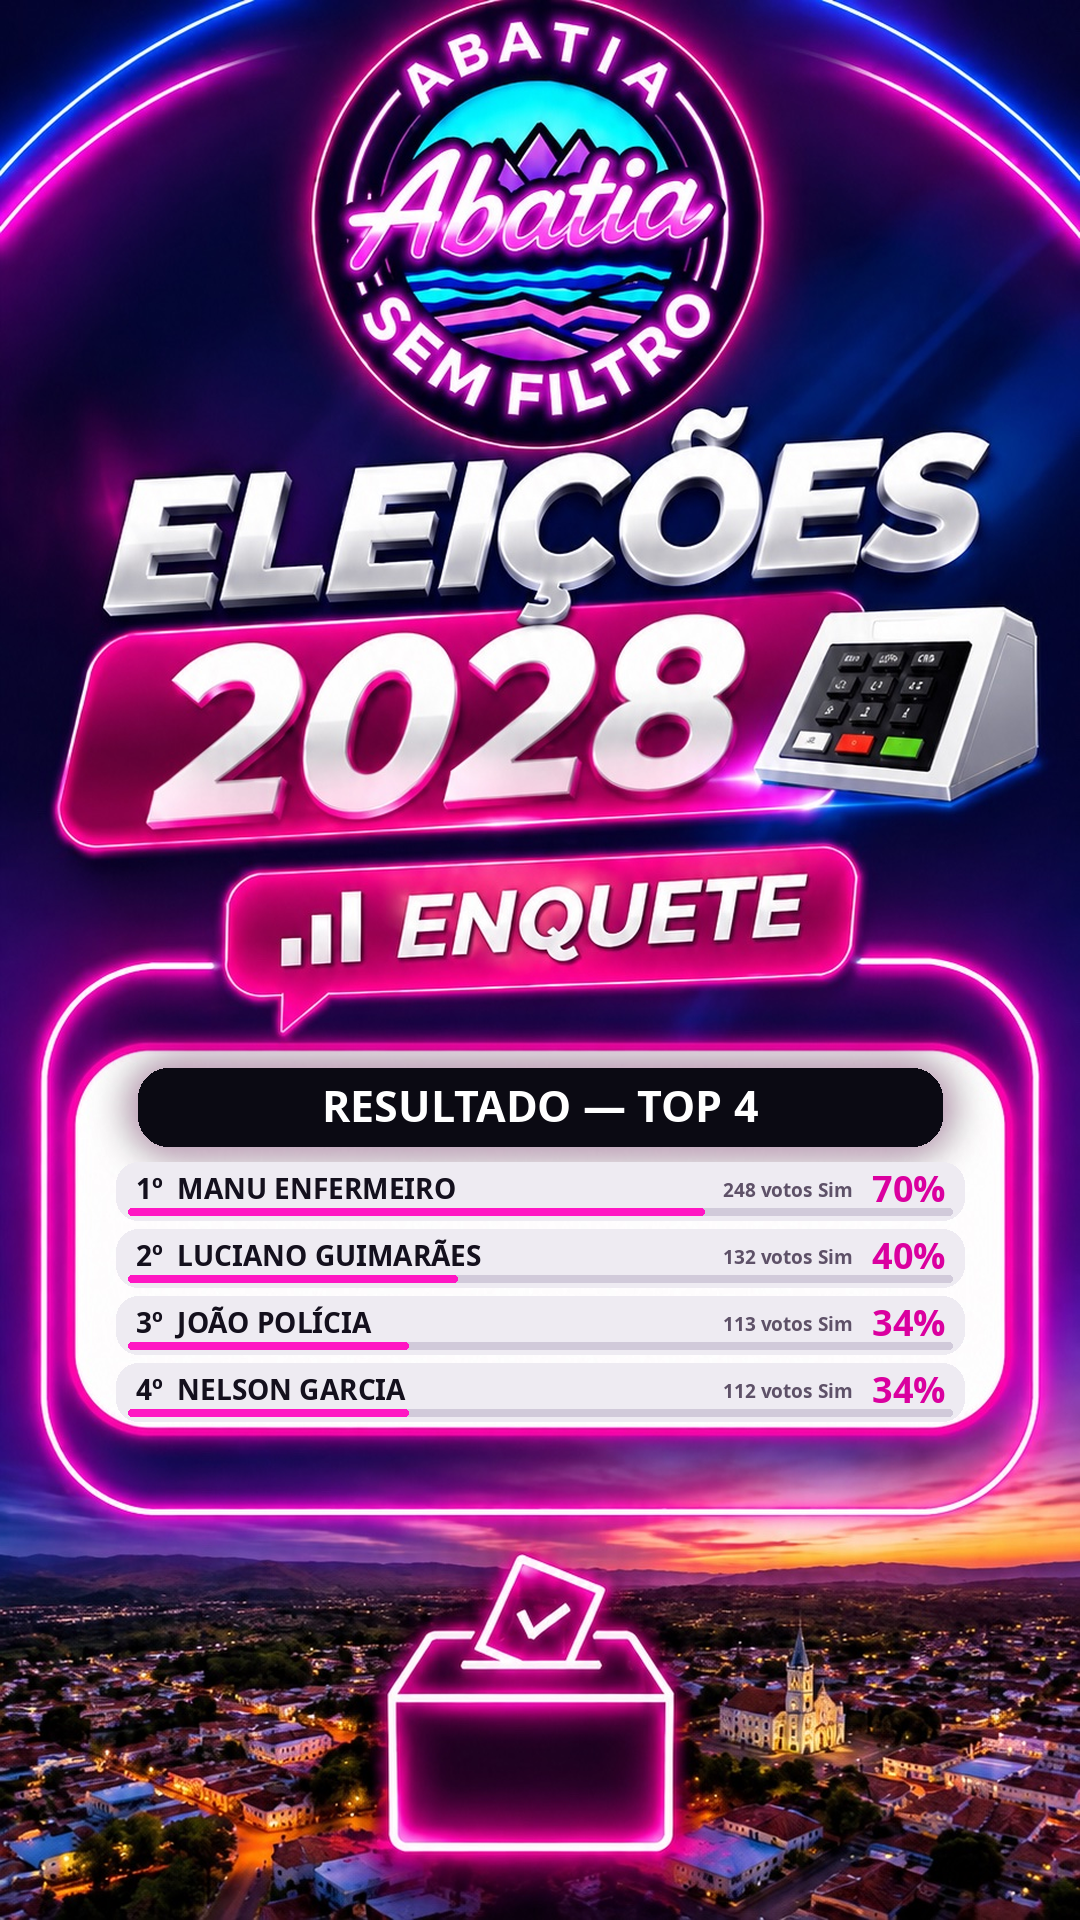 ABATIA
Abatia
SEM FILTRO
ELEIÇÕES
2028
ENQUETE
RESULTADO — TOP 4
1º MANU ENFERMEIRO 248 votos Sim 70%
2º LUCIANO GUIMARÃES 132 votos Sim 40%
3º JOÃO POLÍCIA 113 votos Sim 34%
4º NELSON GARCIA 112 votos Sim 34%